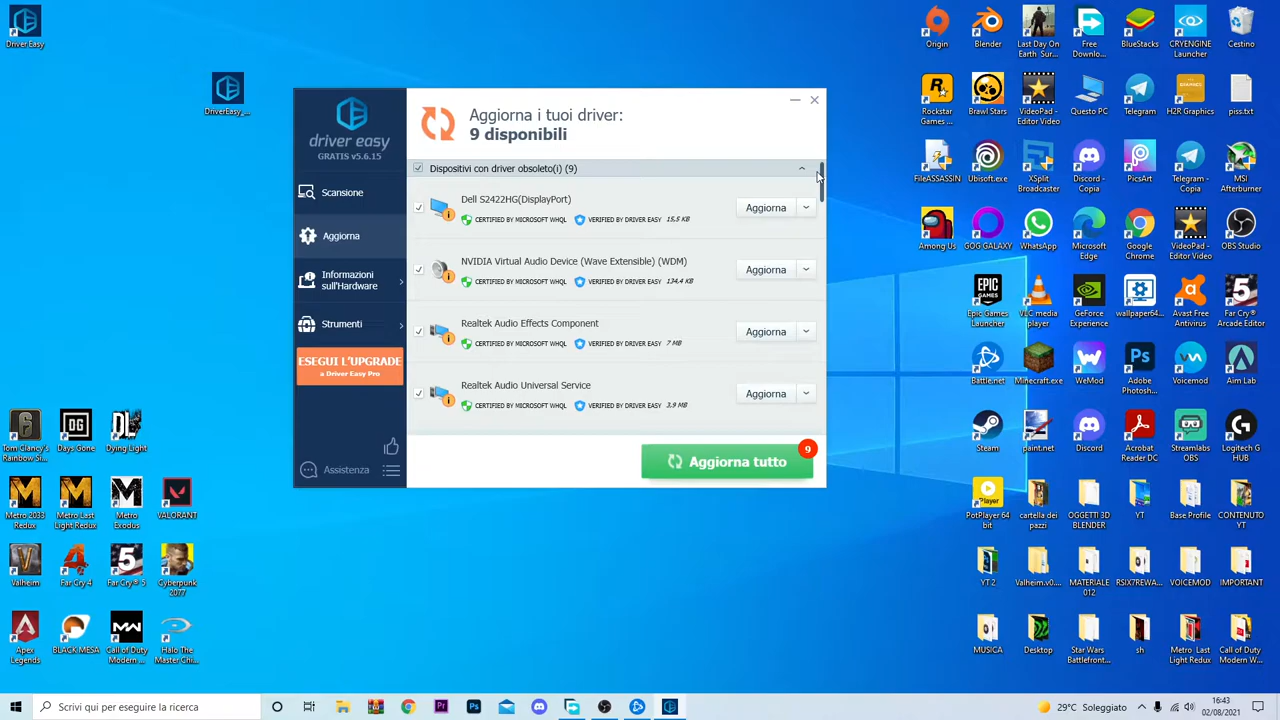 Driver Easy
DriverEasy_...
Origin
Blender
Last Day On
Earth Sur...
Free
Downlo...
BlueStacks
CRYENGINE
Launcher
Cestino
Rockstar
Games ...
Brawl Stars
VideoPad -
Editor Video
Questo PC
Telegram
H2R Graphics
piss.txt
FileASSASSIN
Ubisoft.exe
XSplit
Broadcaster
Discord -
Copia
PicsArt
Telegram -
Copia
MSI
Afterburner
Among Us
GOG GALAXY
WhatsApp
Microsoft
Edge
Google
Chrome
VideoPad -
Editor Video
OBS Studio
Epic Games
Launcher
VLC media
player
GeForce
Experience
wallpaper64...
Avast Free
Antivirus
Far Cry®
Arcade Editor
Battle.net
Minecraft.exe
WeMod
Adobe
Photosh...
Voicemod
Aim Lab
Steam
paint.net
Discord
Acrobat
Reader DC
Streamlabs
OBS
Logitech G
HUB
PotPlayer 64
bit
cartella dei
pazzi
OGGETTI 3D
BLENDER
YT
Base Profile
CONTENUTO
YT
YT 2
Valheim.v0....
MATERIALE
012
RSIX7REWA...
VOICEMOD
IMPORTANT
MUSICA
Desktop
Star Wars
Battlefront...
sh
Metro Last
Light Redux
Call of Duty
Modern W...
Tom Clancy's
Rainbow Si...
Days Gone
Dying Light
Metro 2033
Redux
Metro Last
Light Redux
Metro
Exodus
VALORANT
Valheim
Far Cry 4
Far Cry® 5
Cyberpunk
2077
Apex
Legends
BLACK MESA
Call of Duty
Modern ...
Halo The
Master Chi...
driver easy
GRATIS v5.6.15
Scansione
Aggiorna
Informazioni
sull'Hardware
Strumenti
ESEGUI L'UPGRADE
a Driver Easy Pro
Assistenza
Aggiorna i tuoi driver:
9 disponibili
Dispositivi con driver obsoleto(i) (9)
Dell S2422HG(DisplayPort)
CERTIFIED BY MICROSOFT WHQL VERIFIED BY DRIVER EASY 15,5 KB
Aggiorna
NVIDIA Virtual Audio Device (Wave Extensible) (WDM)
CERTIFIED BY MICROSOFT WHQL VERIFIED BY DRIVER EASY 134,4 KB
Aggiorna
Realtek Audio Effects Component
CERTIFIED BY MICROSOFT WHQL VERIFIED BY DRIVER EASY 7 MB
Aggiorna
Realtek Audio Universal Service
CERTIFIED BY MICROSOFT WHQL VERIFIED BY DRIVER EASY 3,9 MB
Aggiorna
Aggiorna tutto
9
Scrivi qui per eseguire la ricerca
29°C Soleggiato
16:43
02/08/2021